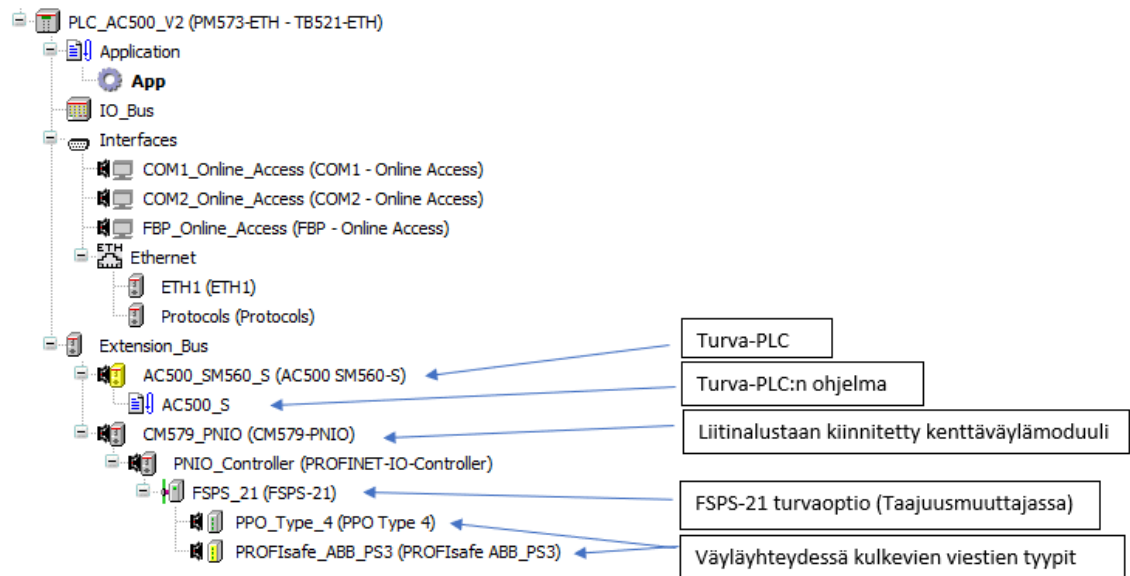 PLC_AC500_V2 (PM573-ETH - TB521-ETH)
Application
App
IO_Bus
Interfaces
COM1_Online_Access (COM1 - Online Access)
COM2_Online_Access (COM2 - Online Access)
FBP_Online_Access (FBP - Online Access)
ETH
Ethernet
ETH1 (ETH1)
Protocols (Protocols)
Extension_Bus
Turva-PLC
AC500_SM560_S (AC500 SM560-S)
Turva-PLC:n ohjelma
AC500_S
Liitinalustaan kiinnitetty kenttäväylämoduuli
CM579_PNIO (CM579-PNIO)
PNIO_Controller (PROFINET-IO-Controller)
FSPS_21 (FSPS-21)
FSPS-21 turvaoptio (Taajuusmuuttajassa)
PPO_Type_4 (PPO Type 4)
PROFIsafe_ABB_PS3 (PROFIsafe ABB_PS3)
Väyläyhteydessä kulkevien viestien tyypit